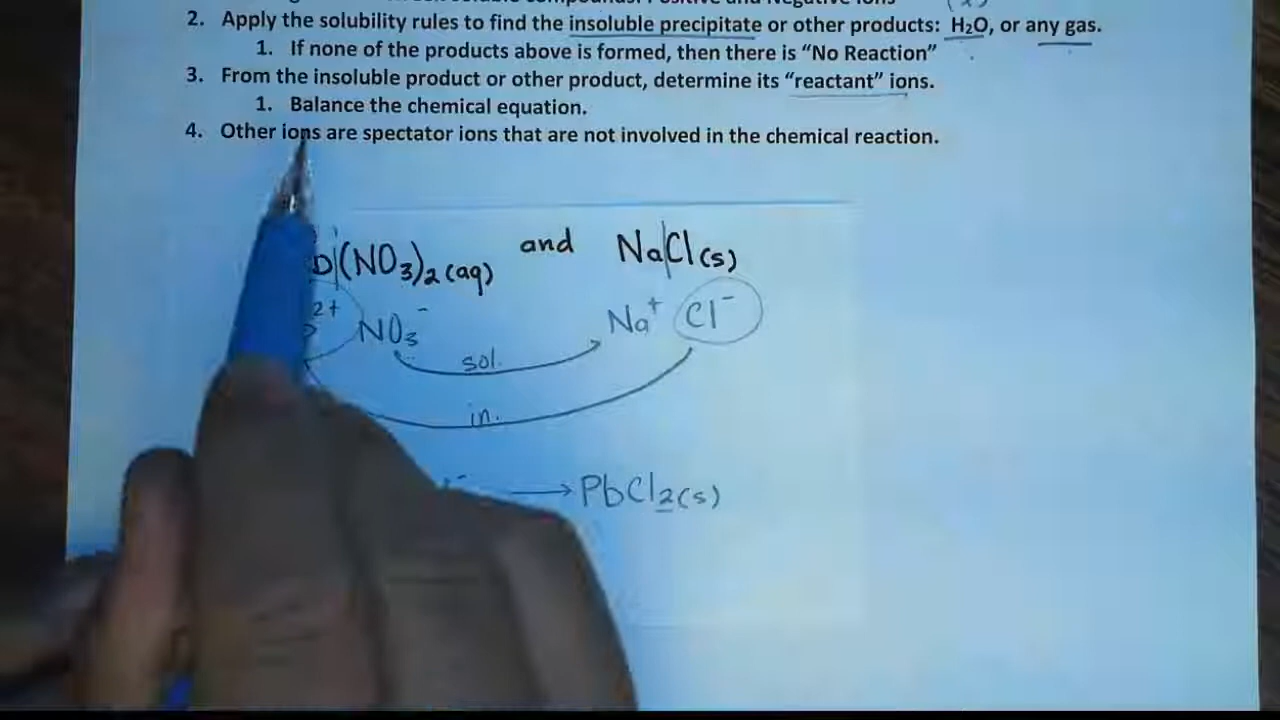 2. Apply the solubility rules to find the insoluble precipitate or other products: H₂O, or any gas.
1. If none of the products above is formed, then there is “No Reaction”
3. From the insoluble product or other product, determine its “reactant” ions.
1. Balance the chemical equation.
4. Other ions are spectator ions that are not involved in the chemical reaction.
(NO₃)₂(aq) and NaCl(s)
2+ NO₃⁻ Na⁺ Cl⁻
sol.
in.
→ PbCl₂(s)